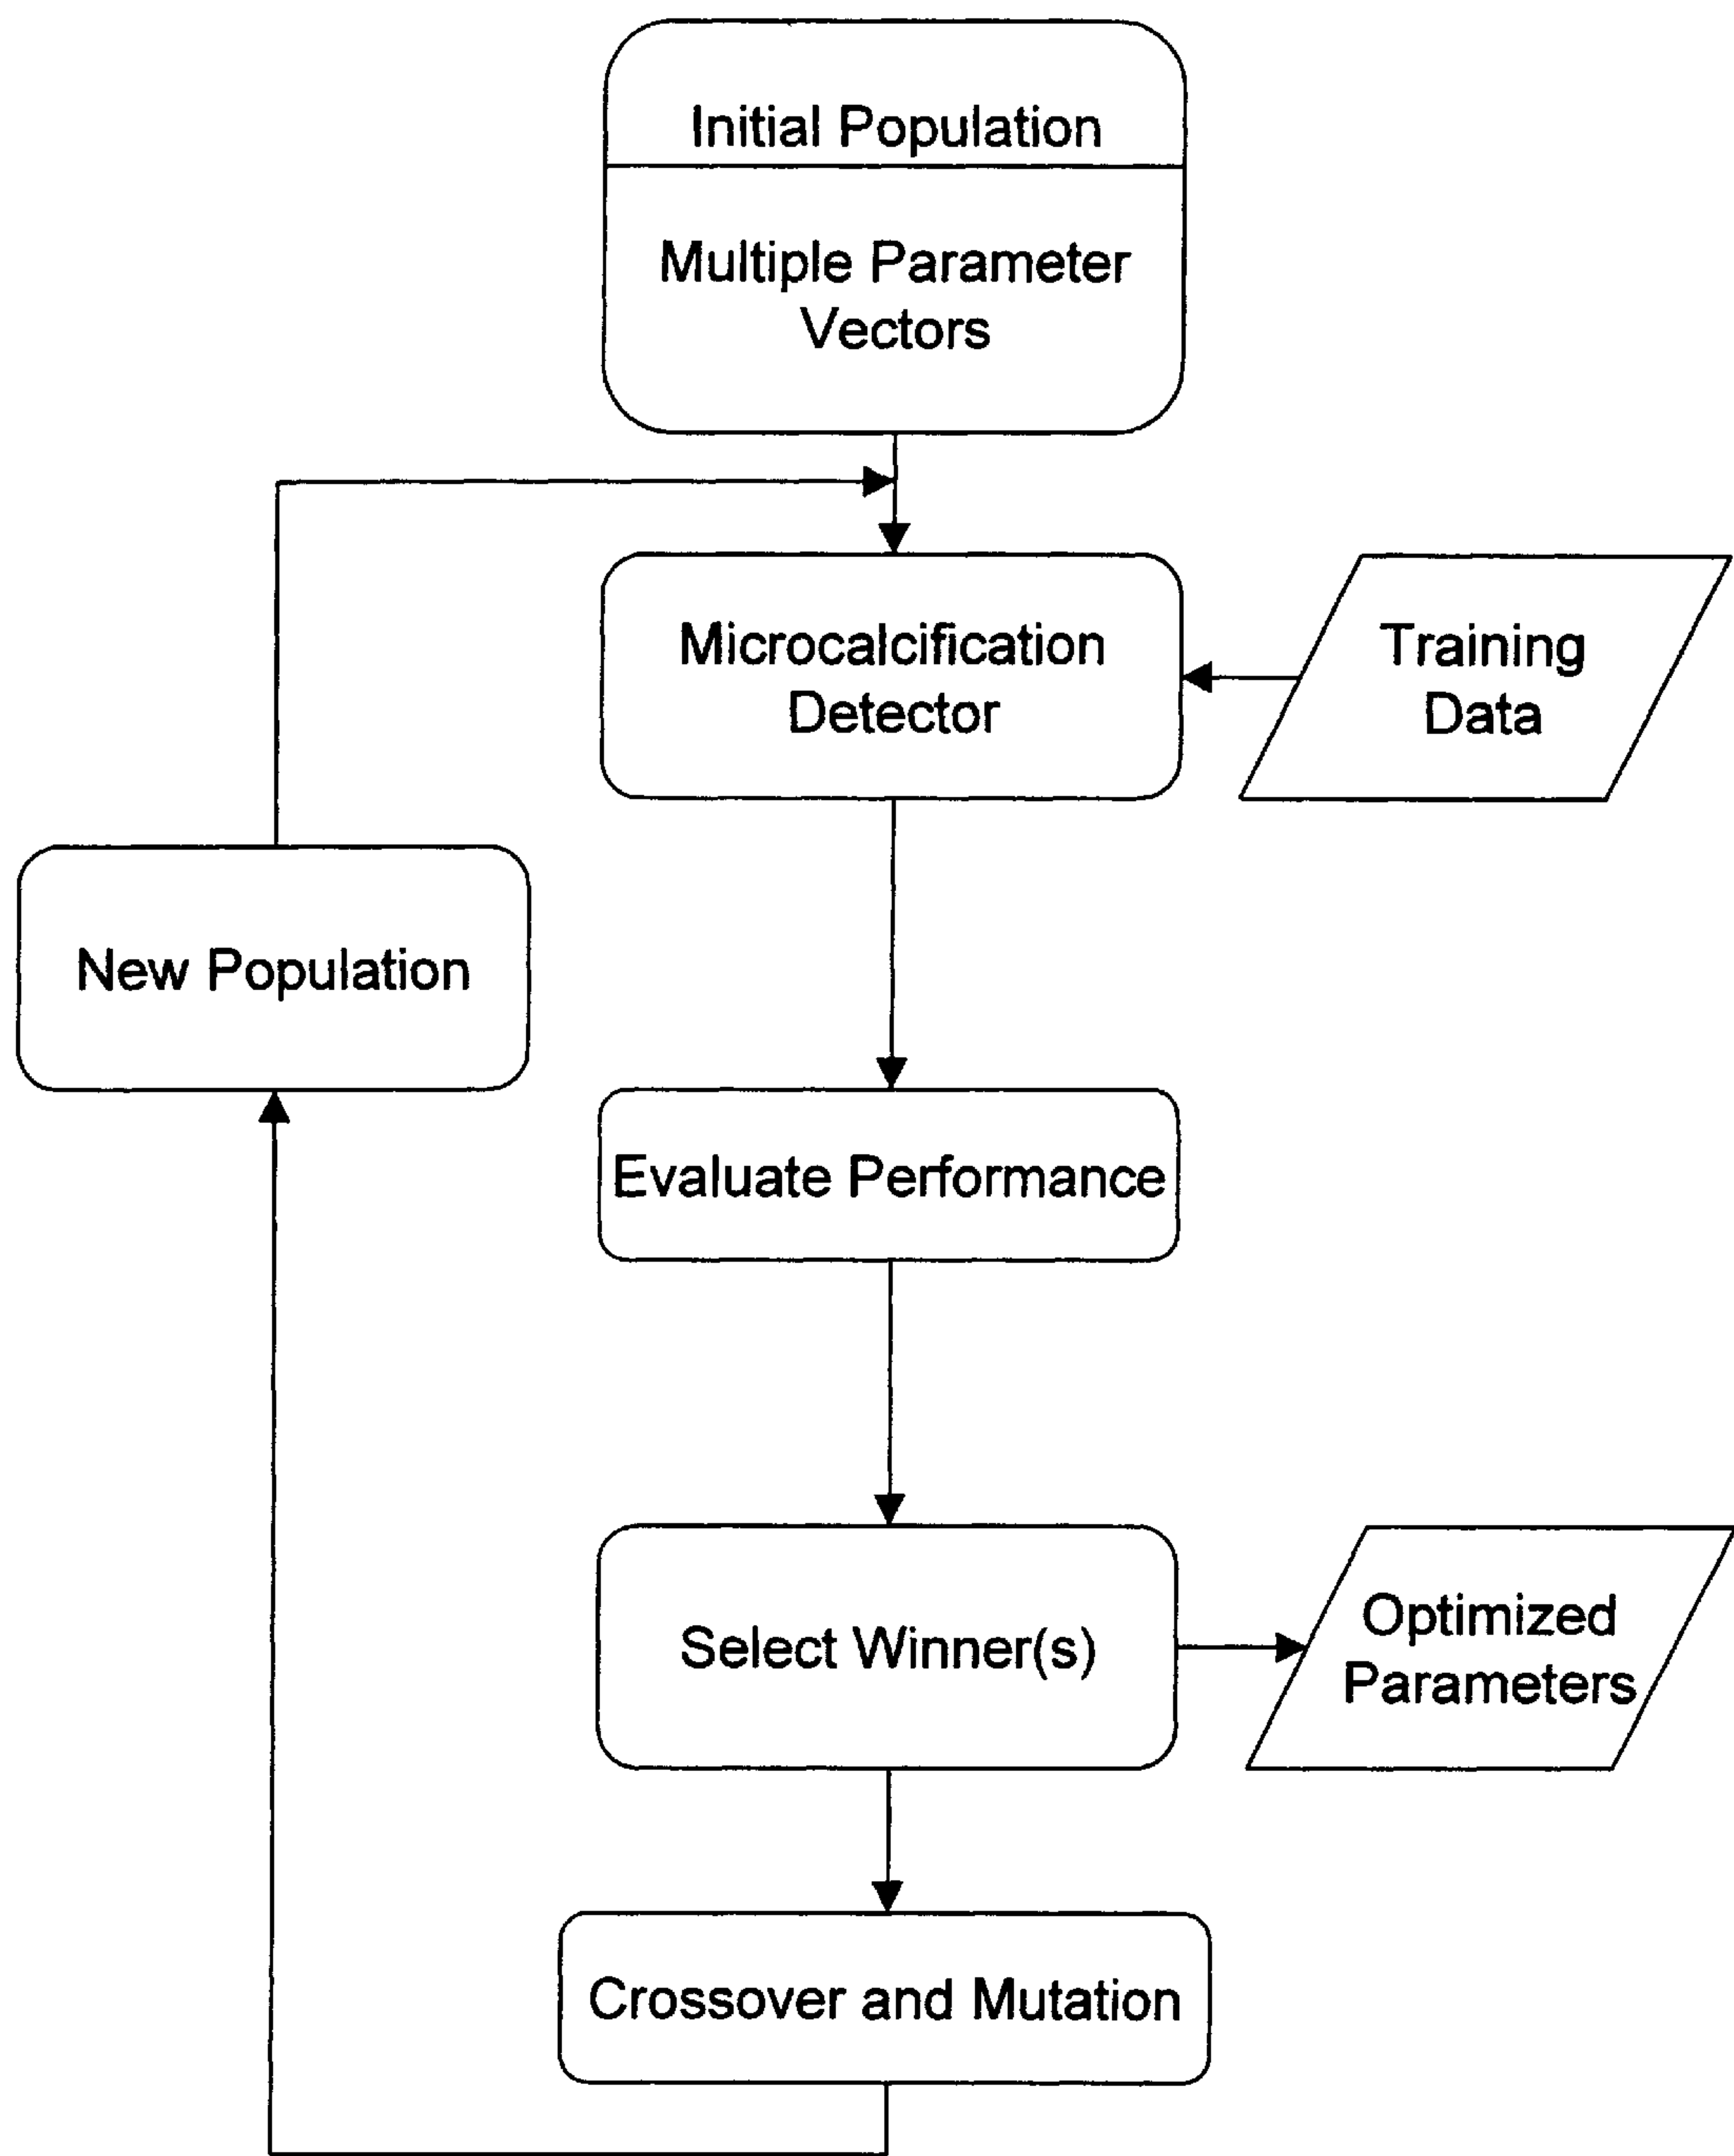 Initial Population
Multiple Parameter
Vectors
Microcalcification
Detector
Training
Data
New Population
Evaluate Performance
Select Winner(s)
Optimized
Parameters
Crossover and Mutation